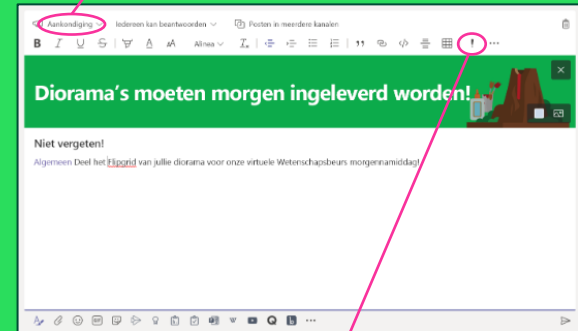 Aankondiging Iedereen kan beantwoorden Posten in meerdere kanalen
B I U S A AA Alinea
Diorama's moeten morgen ingeleverd worden!
Niet vergeten!
Algemeen Deel het Flipgrid van jullie diorama voor onze virtuele Wetenschapsbeurs morgennamiddag!